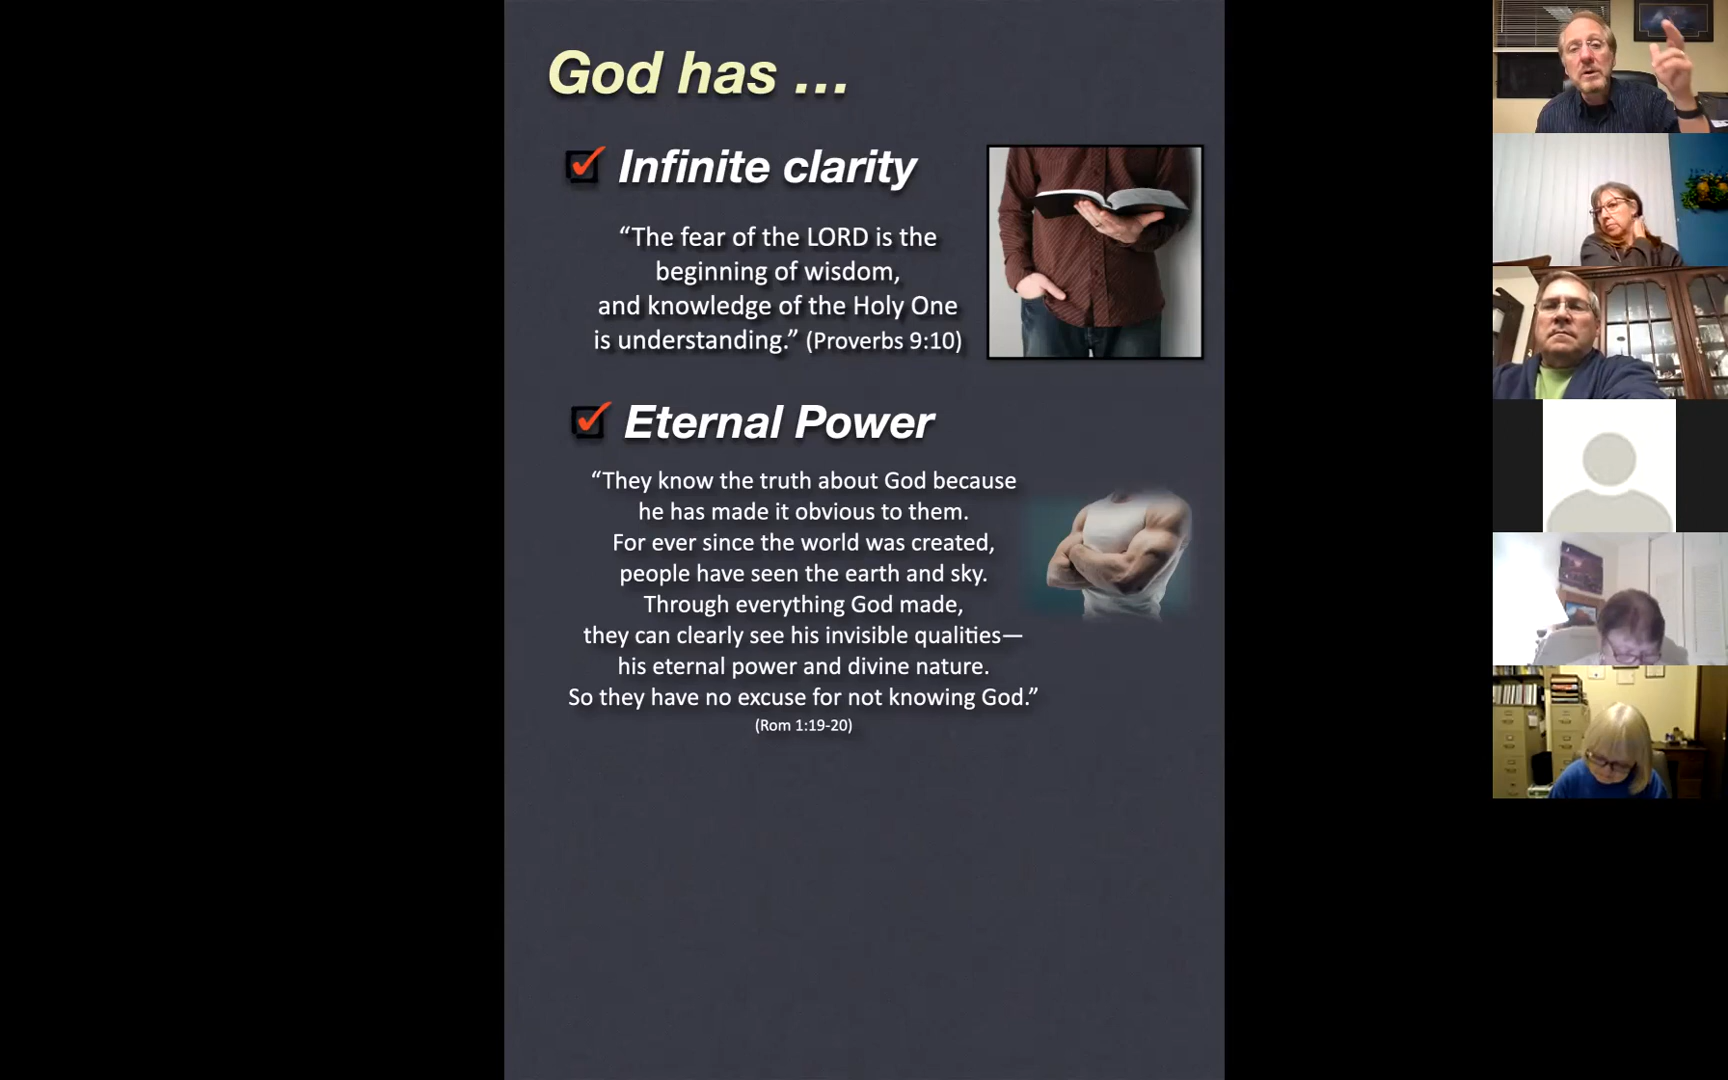 God has ...
Infinite clarity
“The fear of the LORD is the
beginning of wisdom,
and knowledge of the Holy One
is understanding.” (Proverbs 9:10)
Eternal Power
“They know the truth about God because
he has made it obvious to them.
For ever since the world was created,
people have seen the earth and sky.
Through everything God made,
they can clearly see his invisible qualities—
his eternal power and divine nature.
So they have no excuse for not knowing God.”
(Rom 1:19-20)